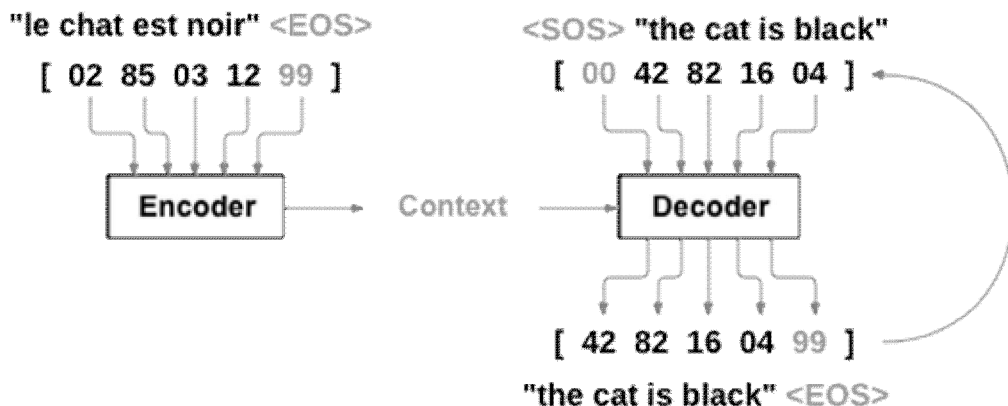 "le chat est noir" <EOS>
[ 02 85 03 12 99 ]
Encoder
Context
<SOS> "the cat is black"
[ 00 42 82 16 04 ]
Decoder
[ 42 82 16 04 99 ]
"the cat is black" <EOS>